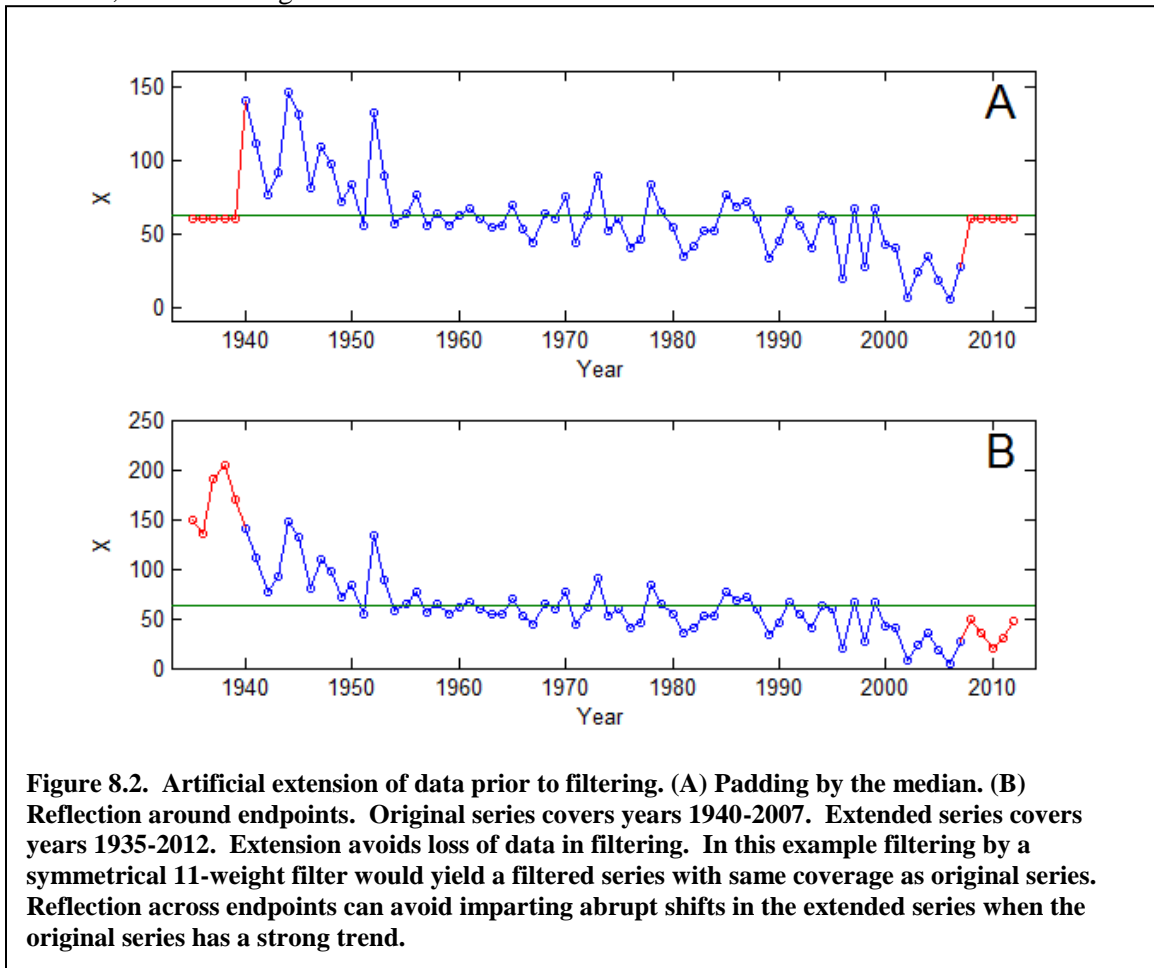 150
A
100
X
50
0
1940 1950 1960 1970 1980 1990 2000 2010
Year
250
B
200
150
X
100
50
0
1940 1950 1960 1970 1980 1990 2000 2010
Year
Figure 8.2. Artificial extension of data prior to filtering. (A) Padding by the median. (B)
Reflection around endpoints. Original series covers years 1940-2007. Extended series covers
years 1935-2012. Extension avoids loss of data in filtering. In this example filtering by a
symmetrical 11-weight filter would yield a filtered series with same coverage as original series.
Reflection across endpoints can avoid imparting abrupt shifts in the extended series when the
original series has a strong trend.